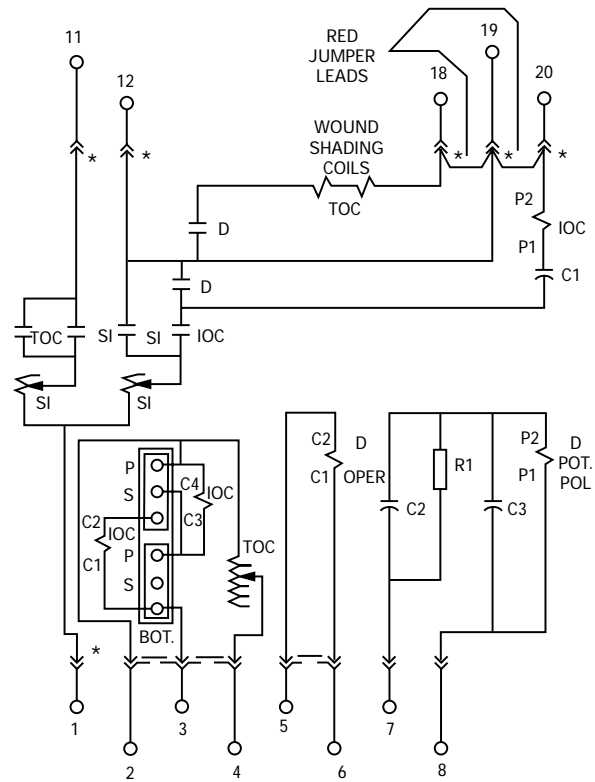 11
12
RED
JUMPER
LEADS
18
19
20
*
*
*
*
*
WOUND
SHADING
COILS
TOC
D
P2
IOC
P1
C1
D
TOC
SI
SI
IOC
SI
SI
P
S
C4
IOC
C3
C2
IOC
C1
P
S
BOT.
TOC
C2
D
C1
OPER
C2
R1
C3
P2
D
P1
POT.
POL
*
1
2
3
4
5
6
7
8